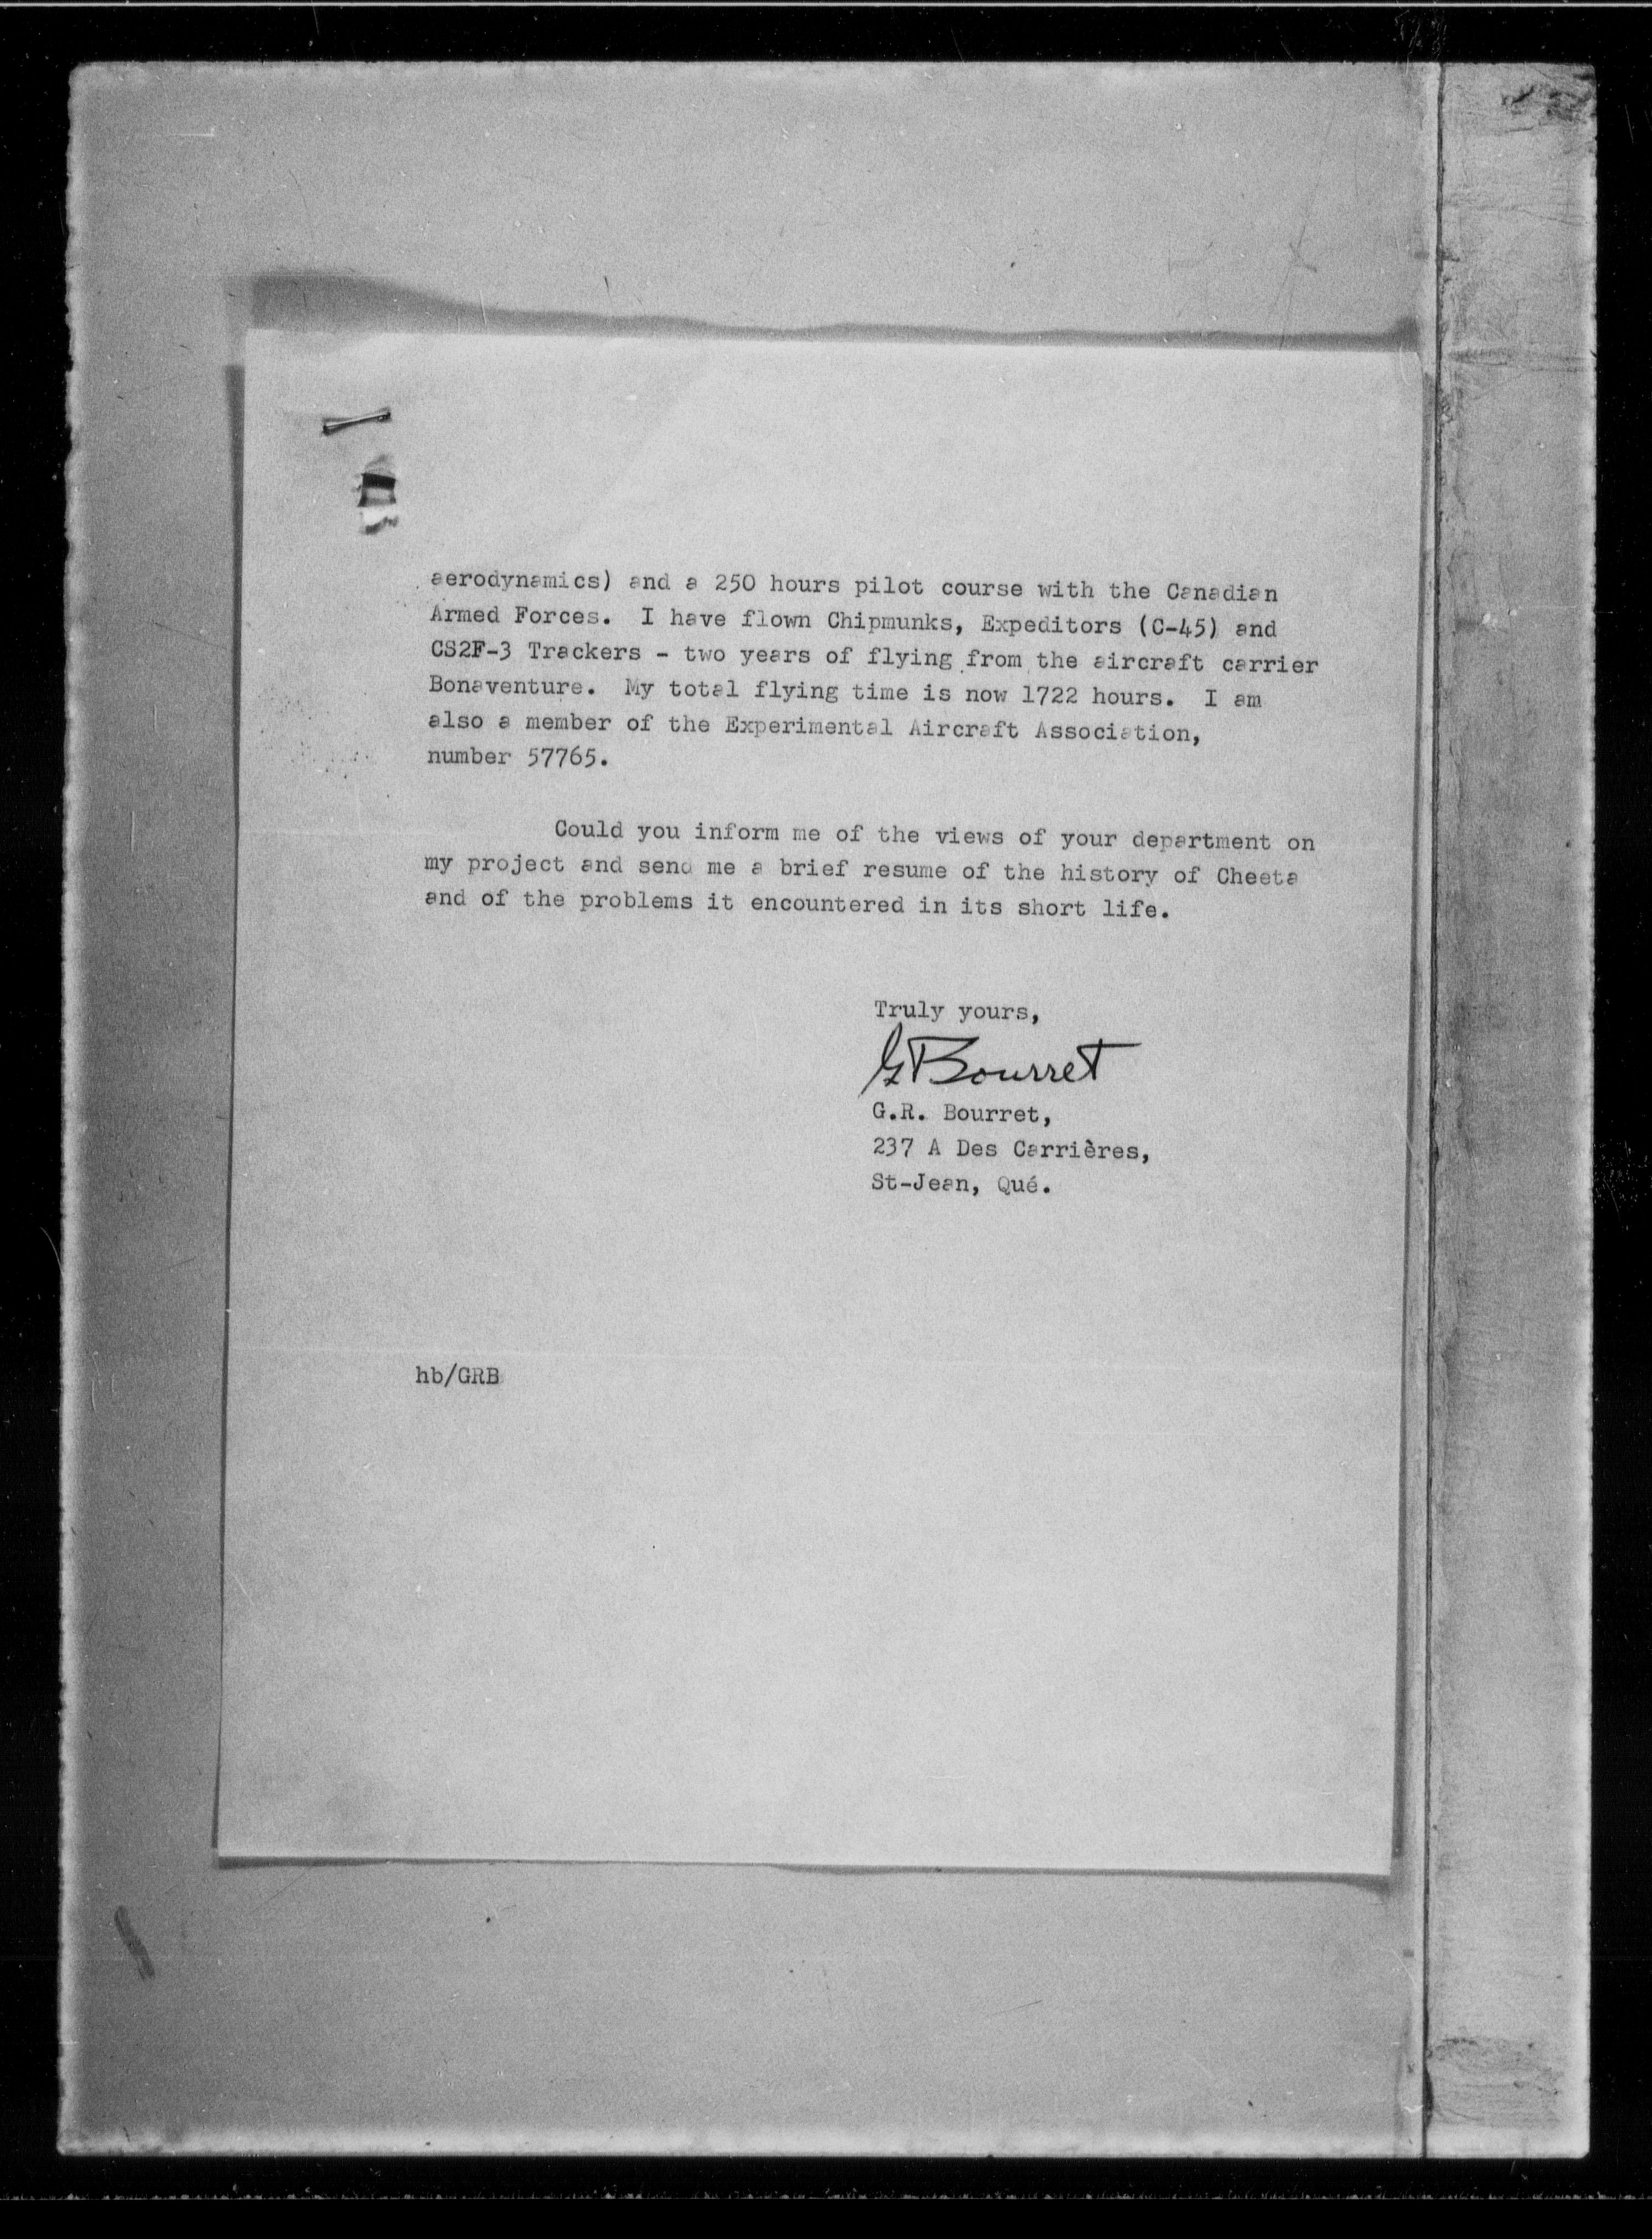 aerodynamics) and a 250 hours pilot course with the Canadian
Armed Forces. I have flown Chipmunks, Expeditors (C-45) and
CS2F-3 Trackers - two years of flying from the aircraft carrier
Bonaventure. My total flying time is now 1722 hours. I am
also a member of the Experimental Aircraft Association,
number 57765.
Could you inform me of the views of your department on
my project and send me a brief resume of the history of Cheeta
and of the problems it encountered in its short life.
Truly yours,
GBourret
G.R. Bourret,
237 A Des Carrières,
St-Jean, Qué.
hb/GRB